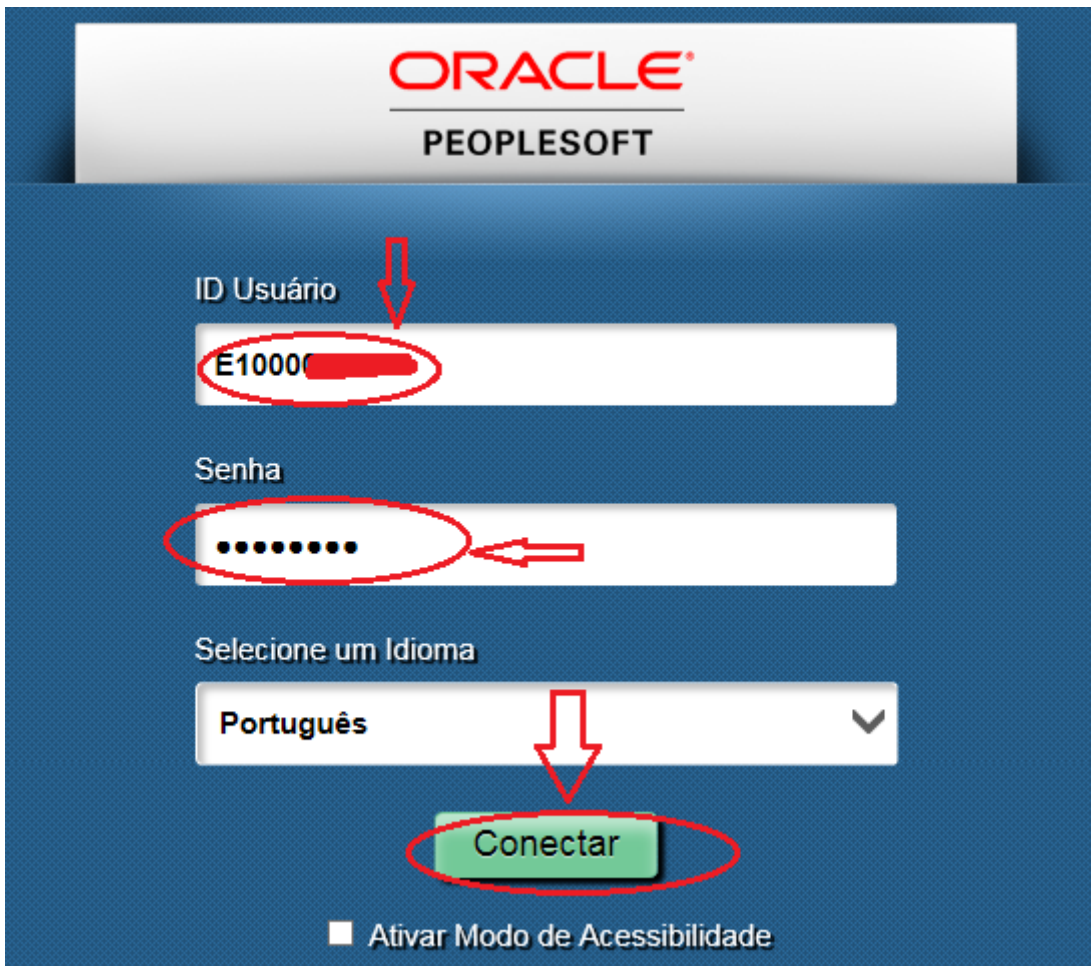 ORACLE
PEOPLESOFT
ID Usuário
E1000
Senha
••••••••
Selecione um Idioma
Português
Conectar
Ativar Modo de Acessibilidade